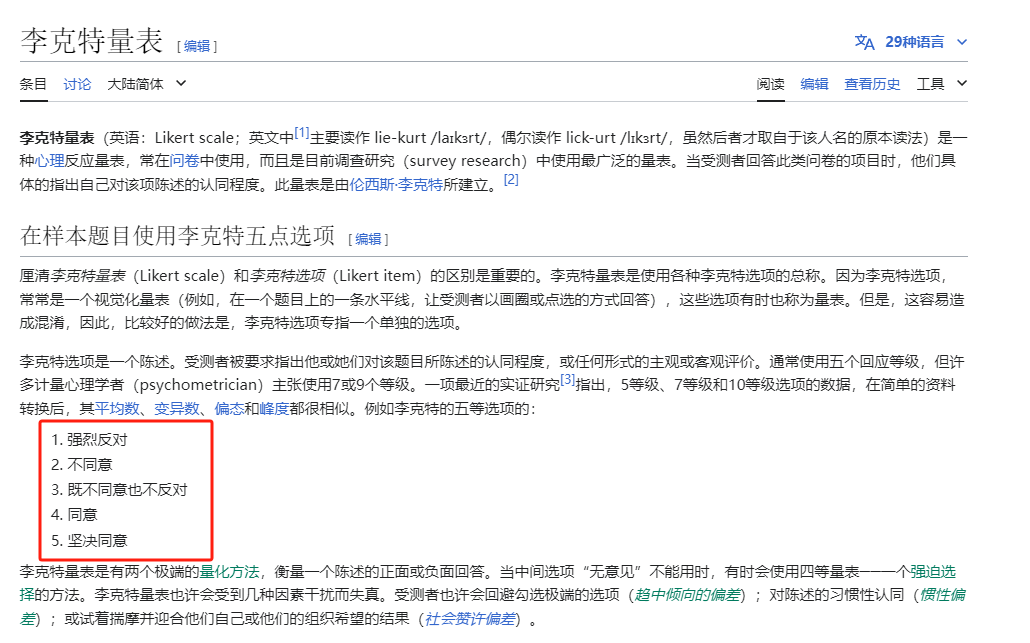 李克特量表 [ 编辑 ]
文A 29种语言
条目 讨论 大陆简体 阅读 编辑 查看历史 工具
李克特量表（英语：Likert scale；英文中[1]主要读作 lie-kurt /laɪkɜrt/，偶尔读作 lick-urt /lɪkɜrt/，虽然后者才取自于该人名的原本读法）是一
种心理反应量表，常在问卷中使用，而且是目前调查研究（survey research）中使用最广泛的量表。当受测者回答此类问卷的项目时，他们具
体的指出自己对该项陈述的认同程度。此量表是由伦西斯·李克特所建立。[2]
在样本题目使用李克特五点选项 [ 编辑 ]
厘清李克特量表（Likert scale）和李克特选项（Likert item）的区别是重要的。李克特量表是使用各种李克特选项的总称。因为李克特选项，
常常是一个视觉化量表（例如，在一个题目上的一条水平线，让受测者以画圈或点选的方式回答），这些选项有时也称为量表。但是，这容易造
成混淆，因此，比较好的做法是，李克特选项专指一个单独的选项。
李克特选项是一个陈述。受测者被要求指出他或她们对该题目所陈述的认同程度，或任何形式的主观或客观评价。通常使用五个回应等级，但许
多计量心理学者（psychometrician）主张使用7或9个等级。一项最近的实证研究[3]指出，5等级、7等级和10等级选项的数据，在简单的资料
转换后，其平均数、变异数、偏态和峰度都很相似。例如李克特的五等选项的：
1. 强烈反对
2. 不同意
3. 既不同意也不反对
4. 同意
5. 坚决同意
李克特量表是有两个极端的量化方法，衡量一个陈述的正面或负面回答。当中间选项“无意见”不能用时，有时会使用四等量表——一个强迫选
择的方法。李克特量表也许会受到几种因素干扰而失真。受测者也许会回避勾选极端的选项（趋中倾向的偏差）；对陈述的习惯性认同（惯性偏
差）；或试着揣摩并迎合他们自己或他们的组织希望的结果（社会赞许偏差）。